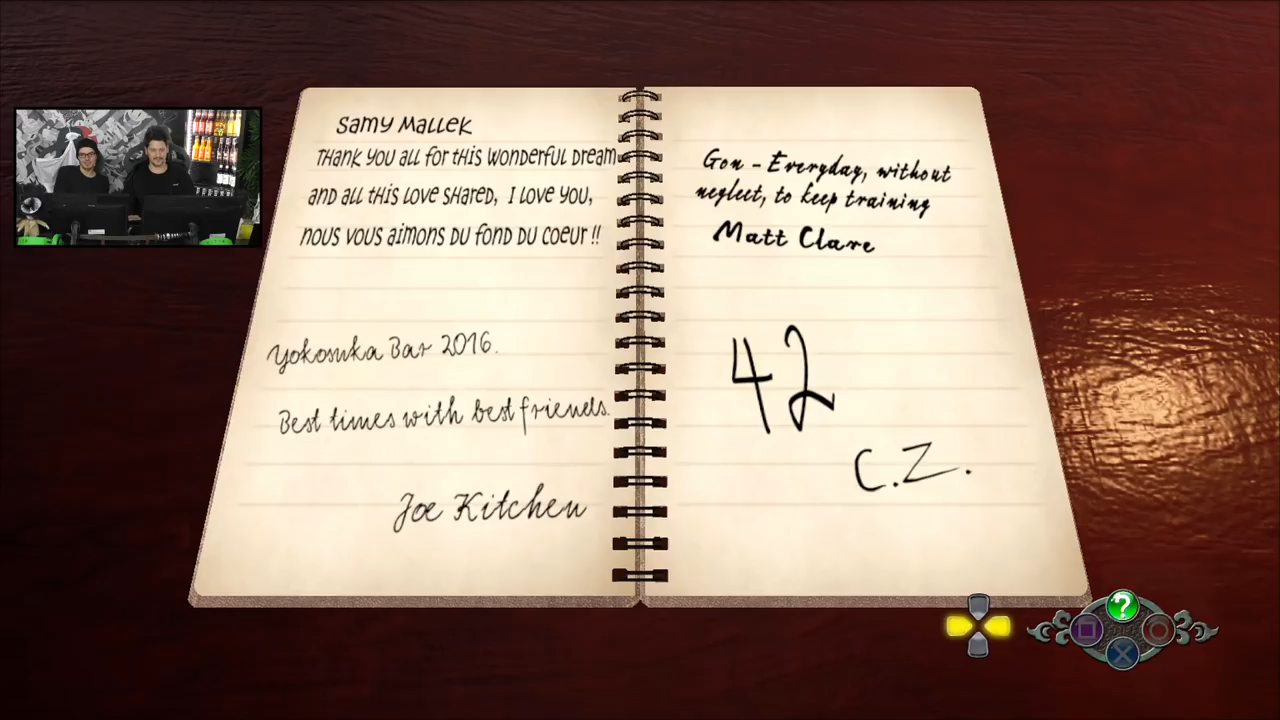 Samy Mallek
Thank you all for this wonderful dream
and all this love shared, I love you,
nous vous aimons du fond du coeur !!
Yokosuka Bar 2016.
Best times with best friends.
Joe Kitchen
Gon - Everyday, without
neglect, to keep training
Matt Clare
42
C.Z.
?